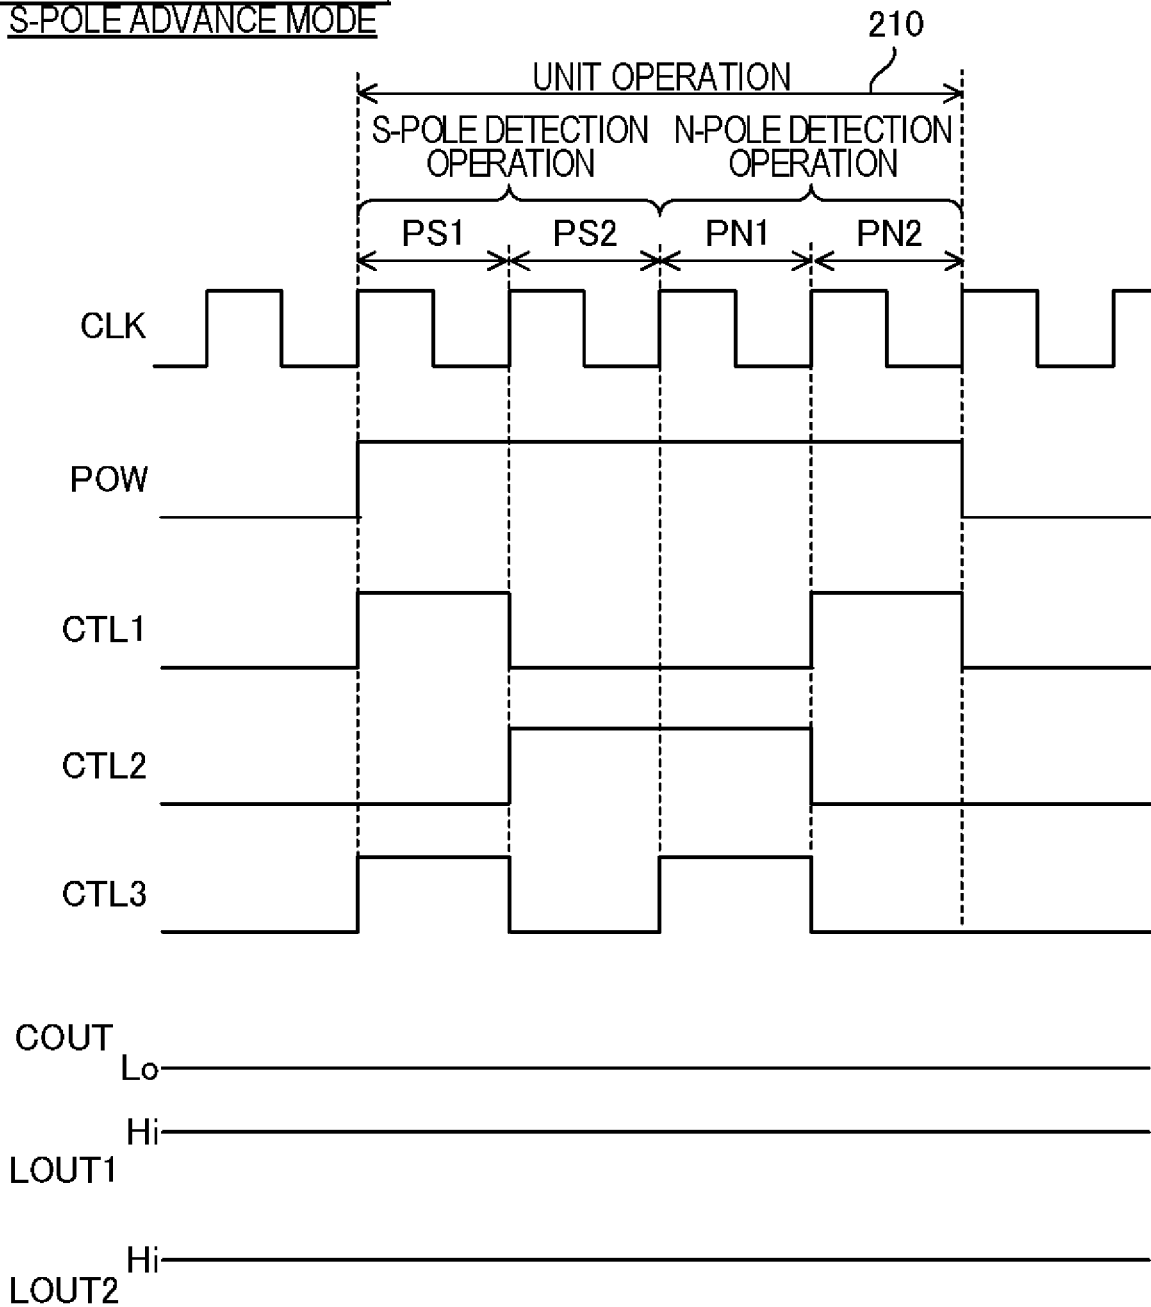 S-POLE ADVANCE MODE
210
UNIT OPERATION
S-POLE DETECTION OPERATION
N-POLE DETECTION OPERATION
PS1 PS2 PN1 PN2
CLK
POW
CTL1
CTL2
CTL3
COUT
Lo
Hi
LOUT1
Hi
LOUT2